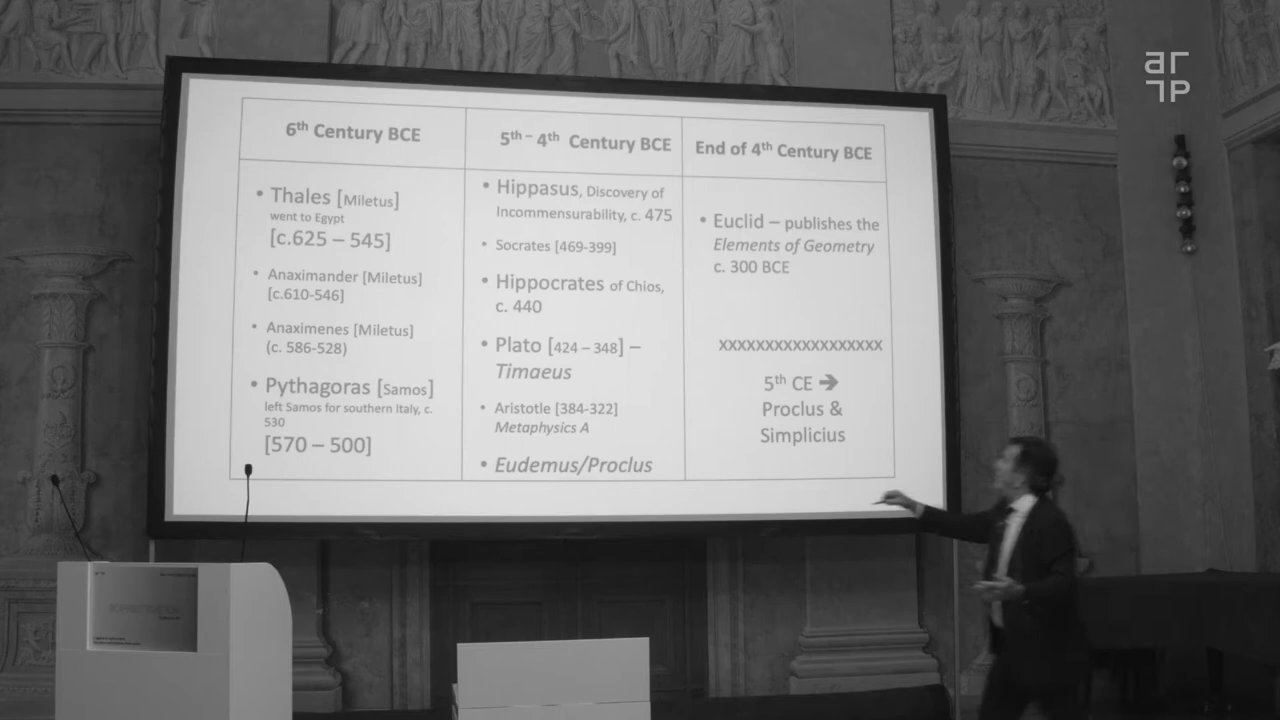 ar
TP
6th Century BCE
5th – 4th Century BCE
End of 4th Century BCE
• Thales [Miletus]
went to Egypt
[c.625 – 545]
• Anaximander [Miletus]
[c.610-546]
• Anaximenes [Miletus]
(c. 586-528)
• Pythagoras [Samos]
left Samos for southern Italy, c.
530
[570 – 500]
• Hippasus, Discovery of
Incommensurability, c. 475
• Socrates [469-399]
• Hippocrates of Chios,
c. 440
• Plato [424 – 348] –
Timaeus
• Aristotle [384-322]
Metaphysics A
• Eudemus/Proclus
• Euclid – publishes the
Elements of Geometry
c. 300 BCE
XXXXXXXXXXXXXXXXX
5th CE ➔
Proclus &
Simplicius